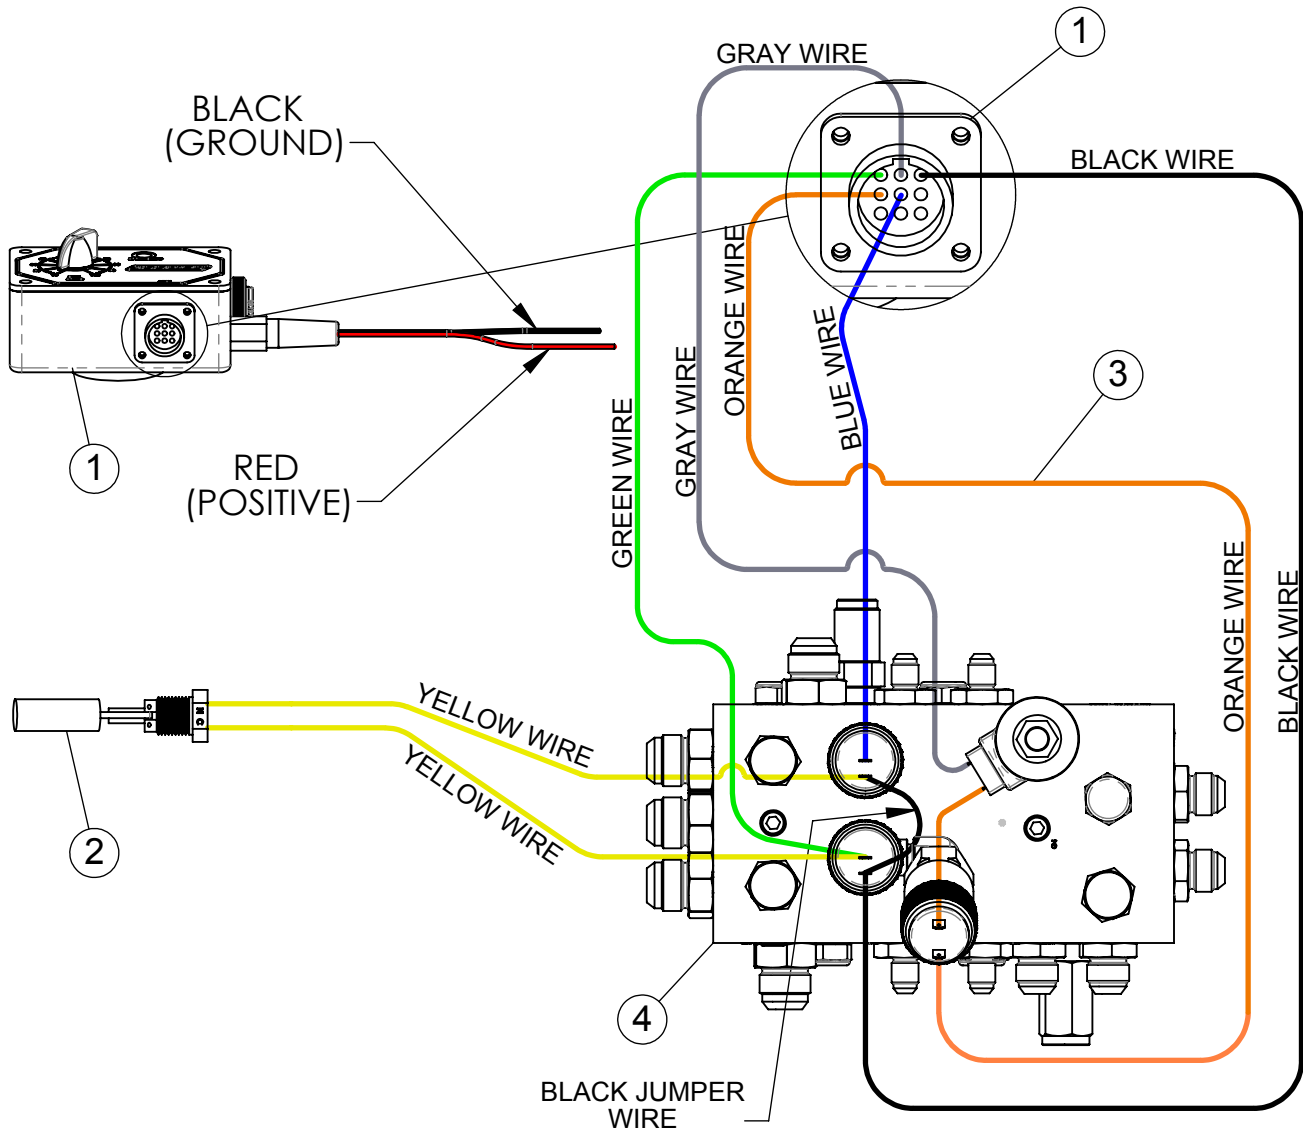 GRAY WIRE
1
BLACK
(GROUND)
BLACK WIRE
ORANGE WIRE
BLUE WIRE
GRAY WIRE
GREEN WIRE
3
1
RED
(POSITIVE)
ORANGE WIRE
BLACK WIRE
YELLOW WIRE
YELLOW WIRE
N C
2
4
BLACK JUMPER
WIRE